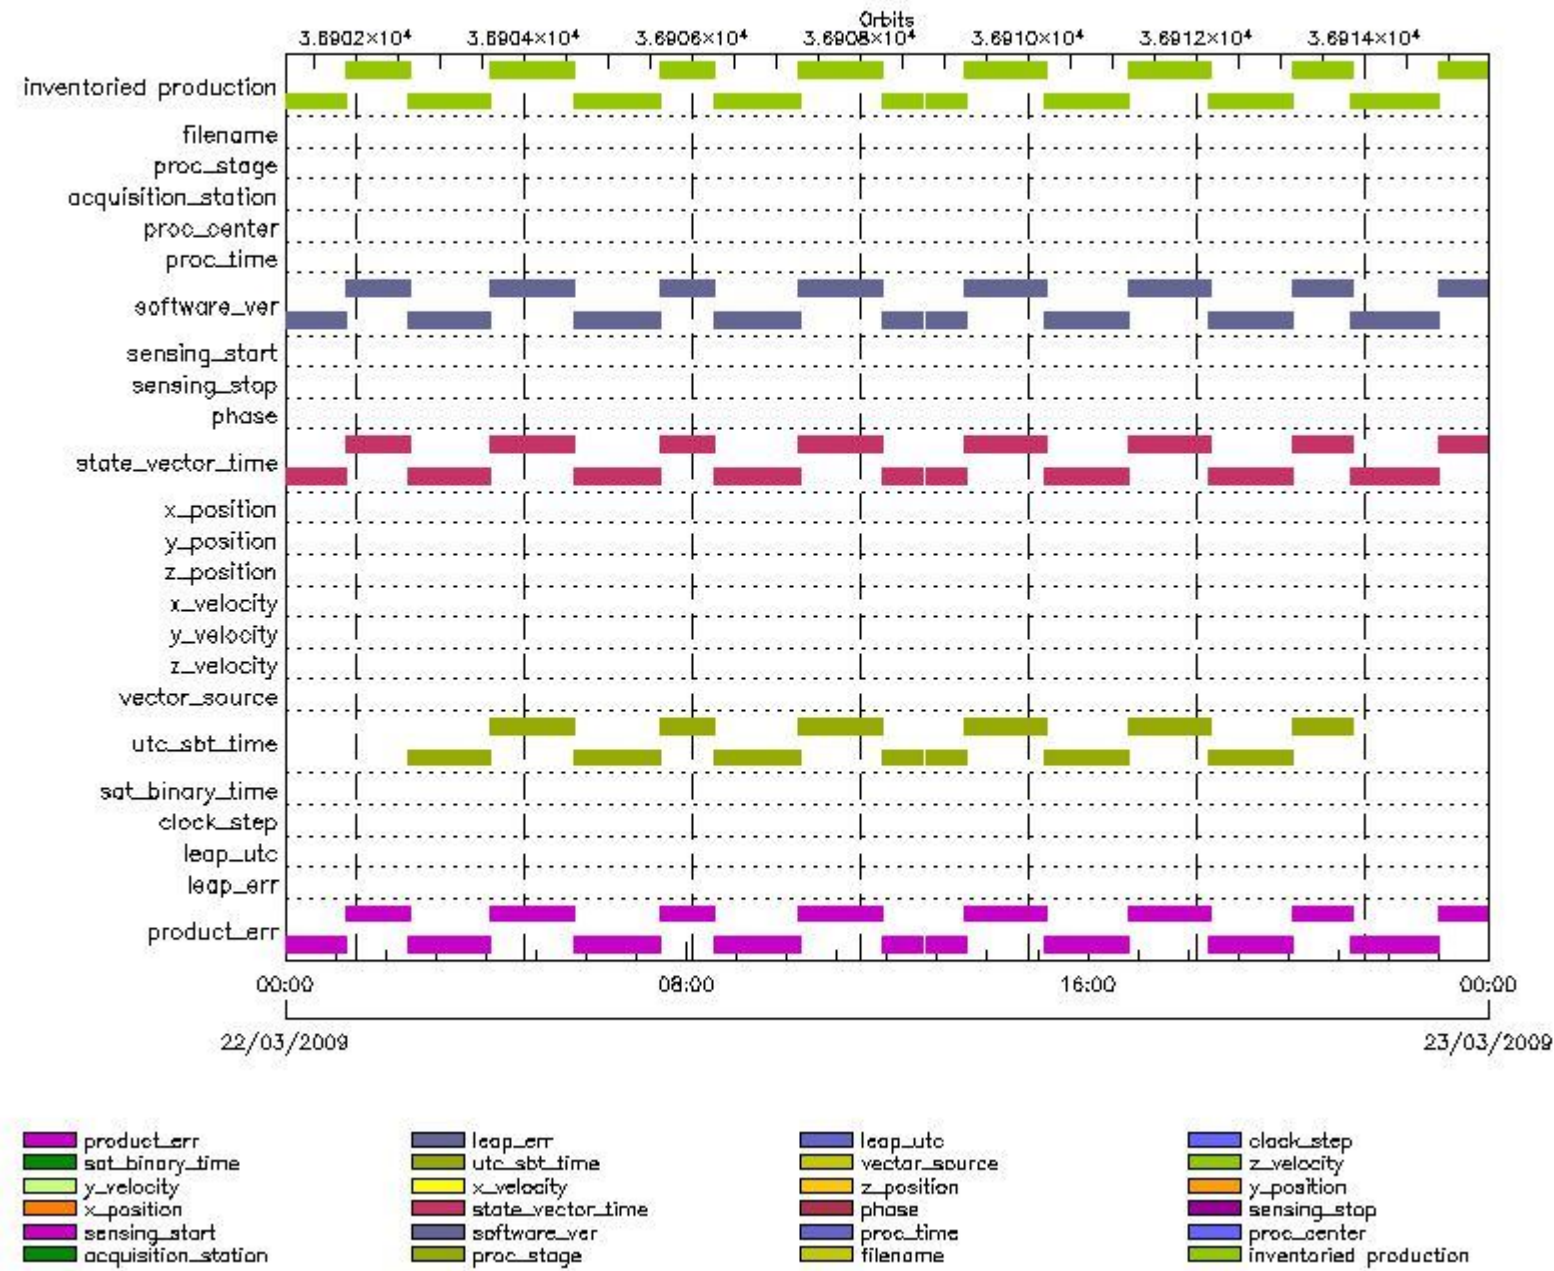 Orbits
3.6902×10⁴ 3.6904×10⁴ 3.6906×10⁴ 3.6908×10⁴ 3.6910×10⁴ 3.6912×10⁴ 3.6914×10⁴
inventoried production
filename
proc_stage
acquisition_station
proc_center
proc_time
software_ver
sensing_start
sensing_stop
phase
state_vector_time
x_position
y_position
z_position
x_velocity
y_velocity
z_velocity
vector_source
utc_sbt_time
sat_binary_time
clock_step
leap_utc
leap_err
product_err
00:00 08:00 16:00 00:00
22/03/2009 23/03/2009
product_err leap_err leap_utc clock_step
sat_binary_time utc_sbt_time vector_source z_velocity
y_velocity x_velocity z_position y_position
x_position state_vector_time phase sensing_stop
sensing_start software_ver proc_time proc_center
acquisition_station proc_stage filename inventoried production